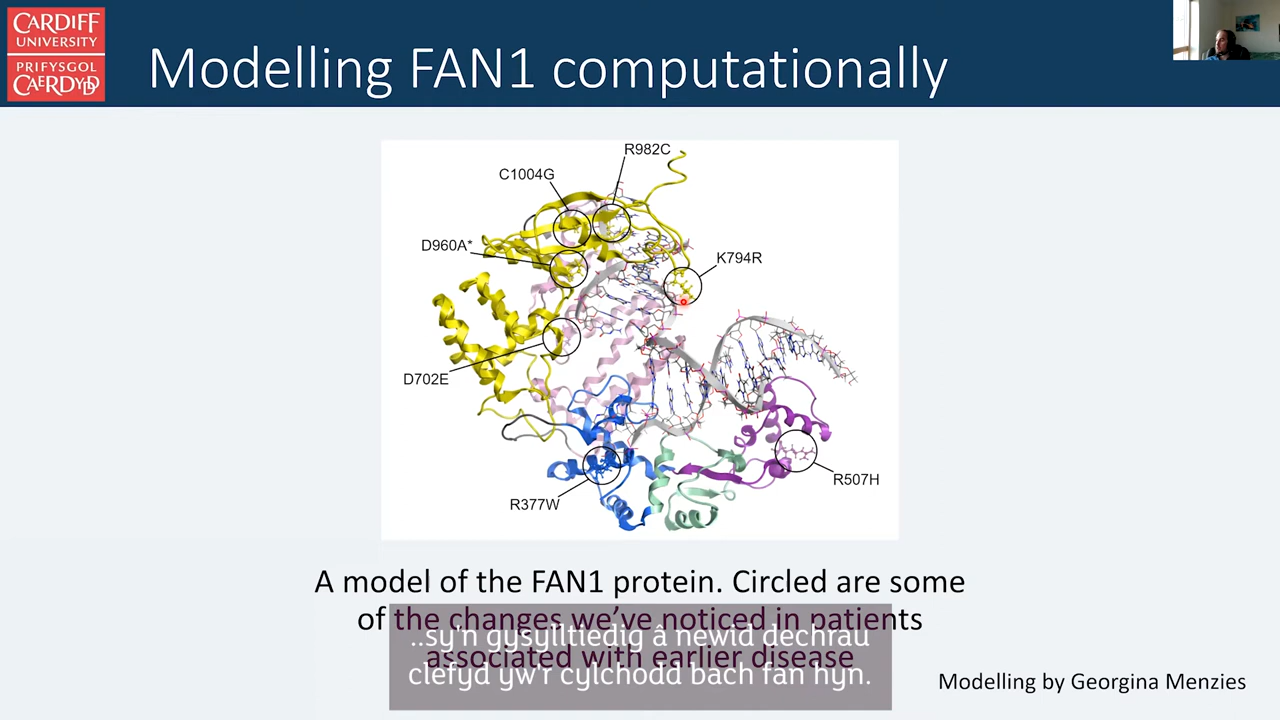 CARDIFF
UNIVERSITY
PRIFYSGOL
CAERDYDD
Modelling FAN1 computationally
R982C
C1004G
D960A*
K794R
D702E
R377W
R507H
A model of the FAN1 protein. Circled are some
of the changes we've noticed in patients
associated with earlier disease
..sy'n gysylltiedig â newid dechrau
clefyd yw'r cylchodd bach fan hyn.
Modelling by Georgina Menzies